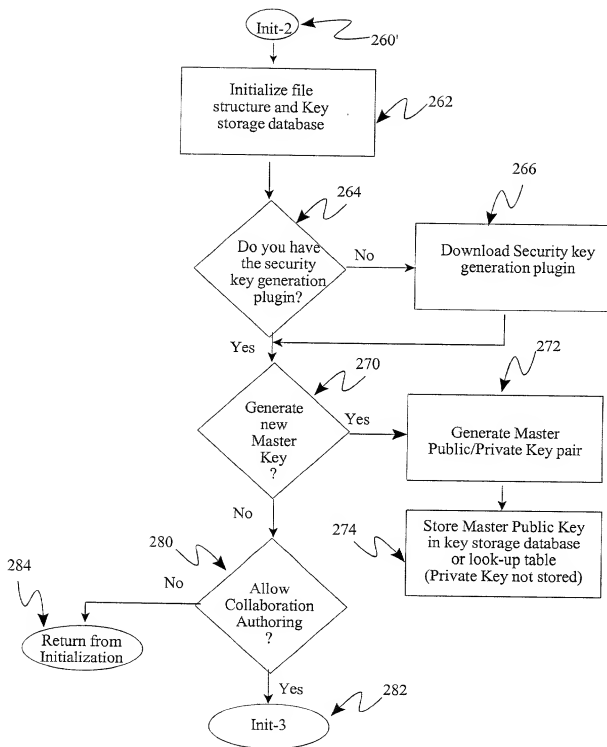 Init-2
260'
Initialize file
structure and Key
storage database
262
264
266
Do you have
the security
key generation
plugin?
No
Download Security key
generation plugin
Yes
270
272
Generate
new
Master
Key
?
Yes
Generate Master
Public/Private Key pair
No
274
Store Master Public Key
in key storage database
or look-up table
(Private Key not stored)
280
284
No
Allow
Collaboration
Authoring
?
Return from
Initialization
Yes
282
Init-3